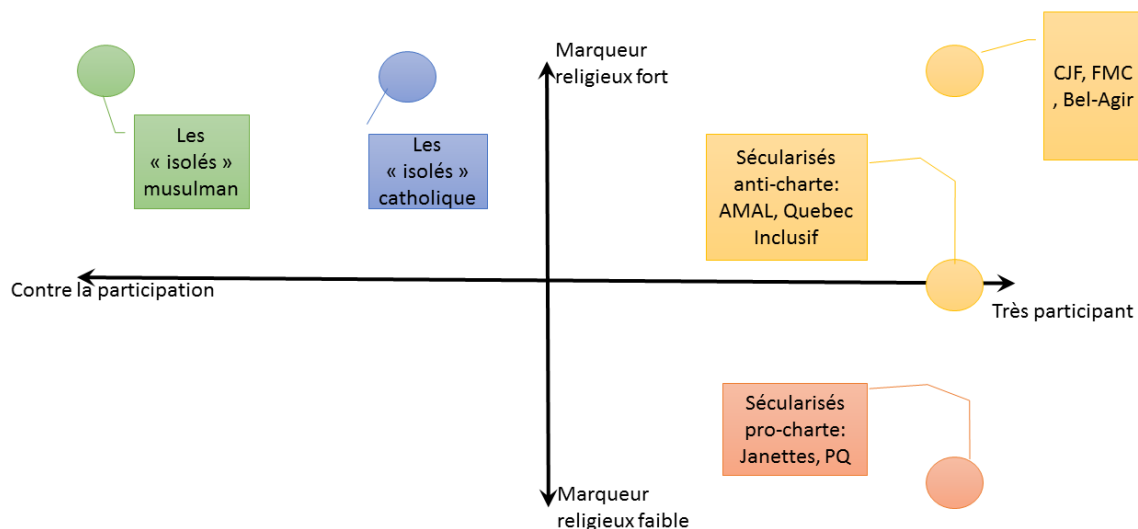 Marqueur
religieux fort
CJF, FMC
, Bel-Agir
Les
« isolés »
musulman
Les
« isolés »
catholique
Sécularisés
anti-charte:
AMAL, Quebec
Inclusif
Contre la participation
Très participant
Sécularisés
pro-charte:
Janettes, PQ
Marqueur
religieux faible